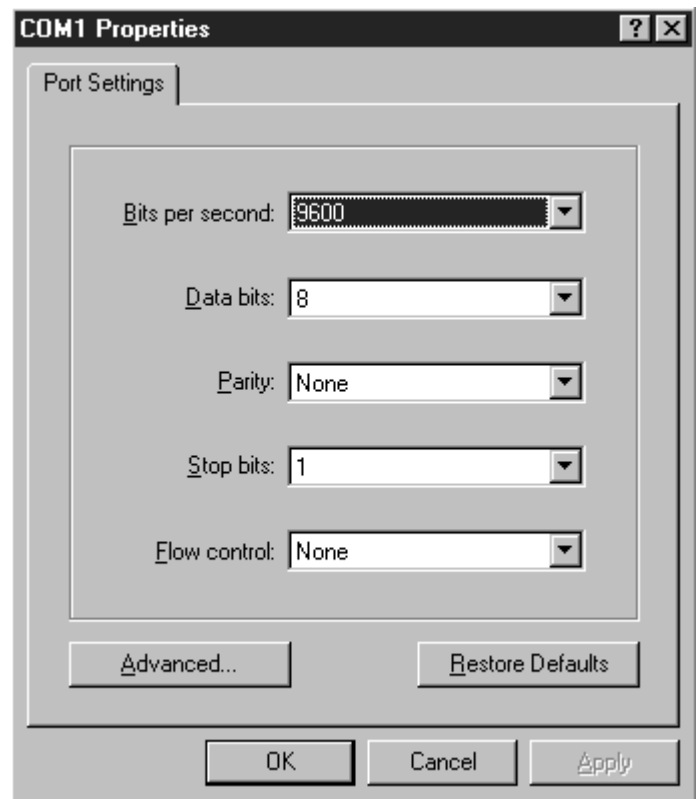 COM1 Properties ? X
Port Settings
Bits per second: 9600
Data bits: 8
Parity: None
Stop bits: 1
Flow control: None
Advanced... Restore Defaults
OK Cancel Apply